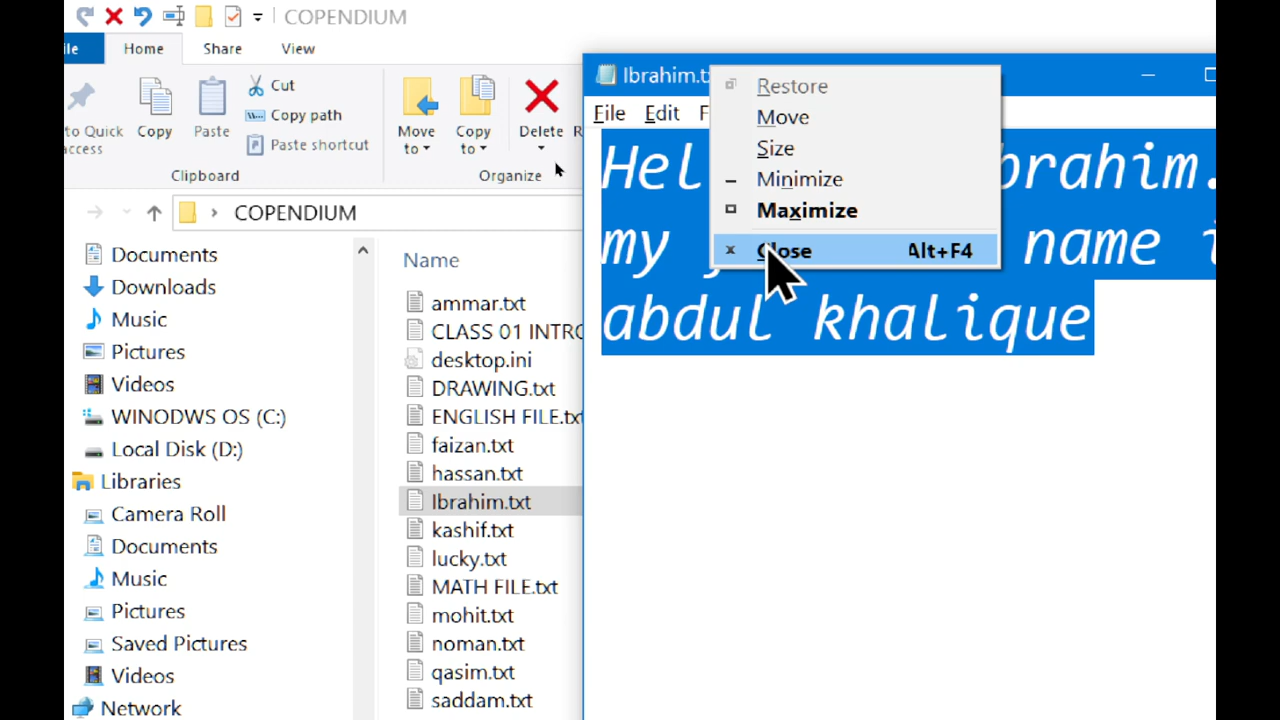 COPENDIUM
ile
Home
Share
View
to Quick
access
Copy
Paste
Cut
Copy path
Paste shortcut
Clipboard
Move
to
Copy
to
Delete
R
Organize
COPENDIUM
Documents
Downloads
Music
Pictures
Videos
WINODWS OS (C:)
Local Disk (D:)
Libraries
Camera Roll
Documents
Music
Pictures
Saved Pictures
Videos
Network
Name
ammar.txt
CLASS 01 INTRO
desktop.ini
DRAWING.txt
ENGLISH FILE.txt
faizan.txt
hassan.txt
Ibrahim.txt
kashif.txt
lucky.txt
MATH FILE.txt
mohit.txt
noman.txt
qasim.txt
saddam.txt
Ibrahim.t
File
Edit
F
Restore
Move
Size
Minimize
Maximize
Close Alt+F4
Hel brahim.
my name i
abdul khalique